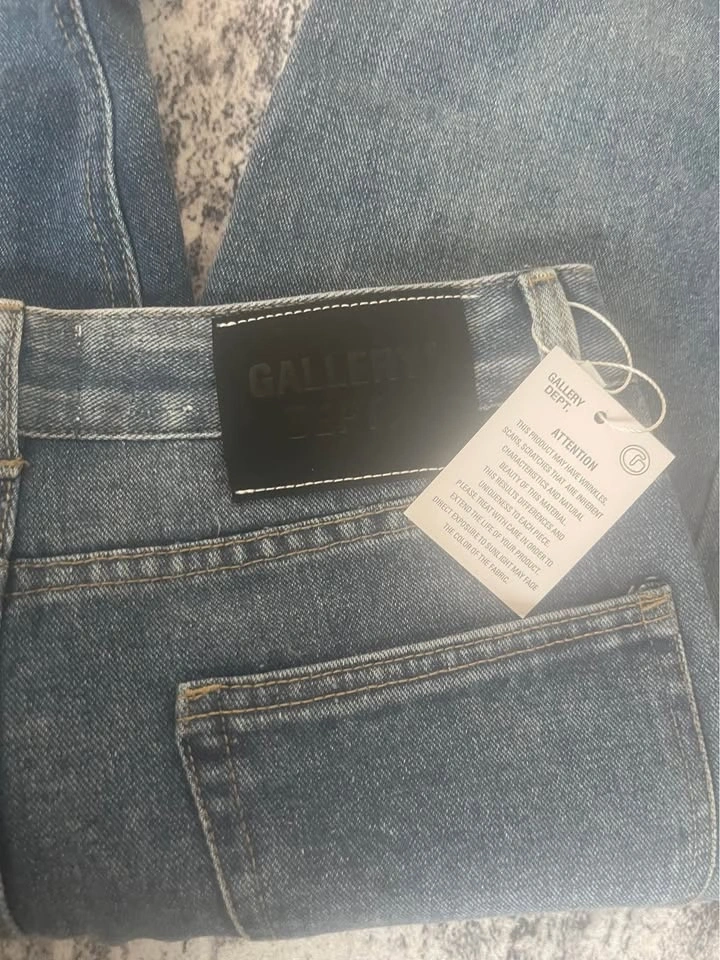 GALLERY
DEPT.
GALLERY
DEPT.
ATTENTION
THIS PRODUCT MAY HAVE WRINKLES,
SCARS, SCRATCHES THAT ARE INHERENT
CHARACTERISTICS AND NATURAL
BEAUTY OF THIS MATERIAL.
THIS RESULTS DIFFERENCES AND
UNIQUENESS TO EACH PIECE.
PLEASE TREAT WITH CARE IN ORDER TO
EXTEND THE LIFE OF YOUR PRODUCT.
DIRECT EXPOSURE TO SUNLIGHT MAY FADE
THE COLOR OF THE FABRIC.